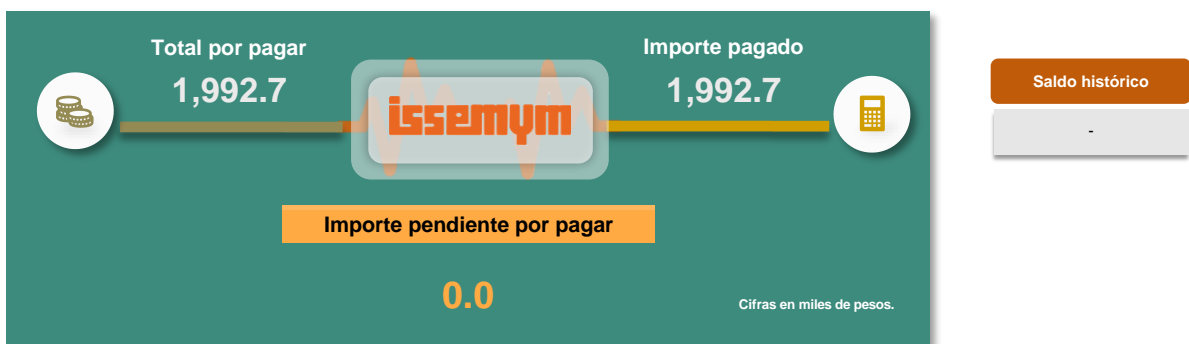 Total por pagar
1,992.7
issemym
Importe pagado
1,992.7
Importe pendiente por pagar
0.0
Cifras en miles de pesos.
Saldo histórico
-